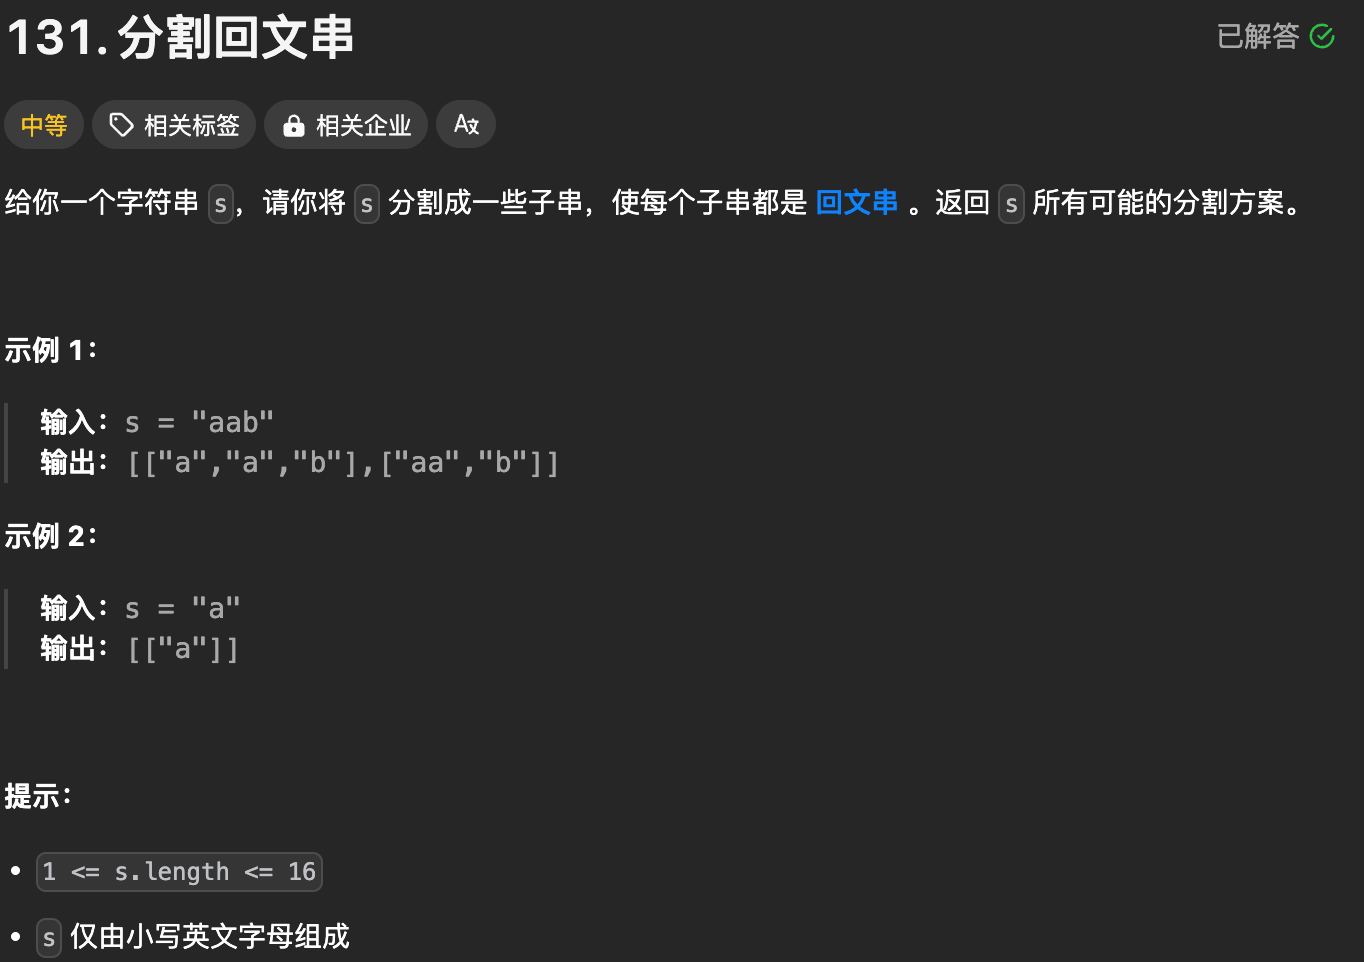 131. 分割回文串
已解答
中等 相关标签 相关企业
给你一个字符串 s，请你将 s 分割成一些子串，使每个子串都是 回文串 。返回 s 所有可能的分割方案。
示例 1：
输入：s = "aab"
输出：[["a","a","b"],["aa","b"]]
示例 2：
输入：s = "a"
输出：[["a"]]
提示：
• 1 <= s.length <= 16
• s 仅由小写英文字母组成